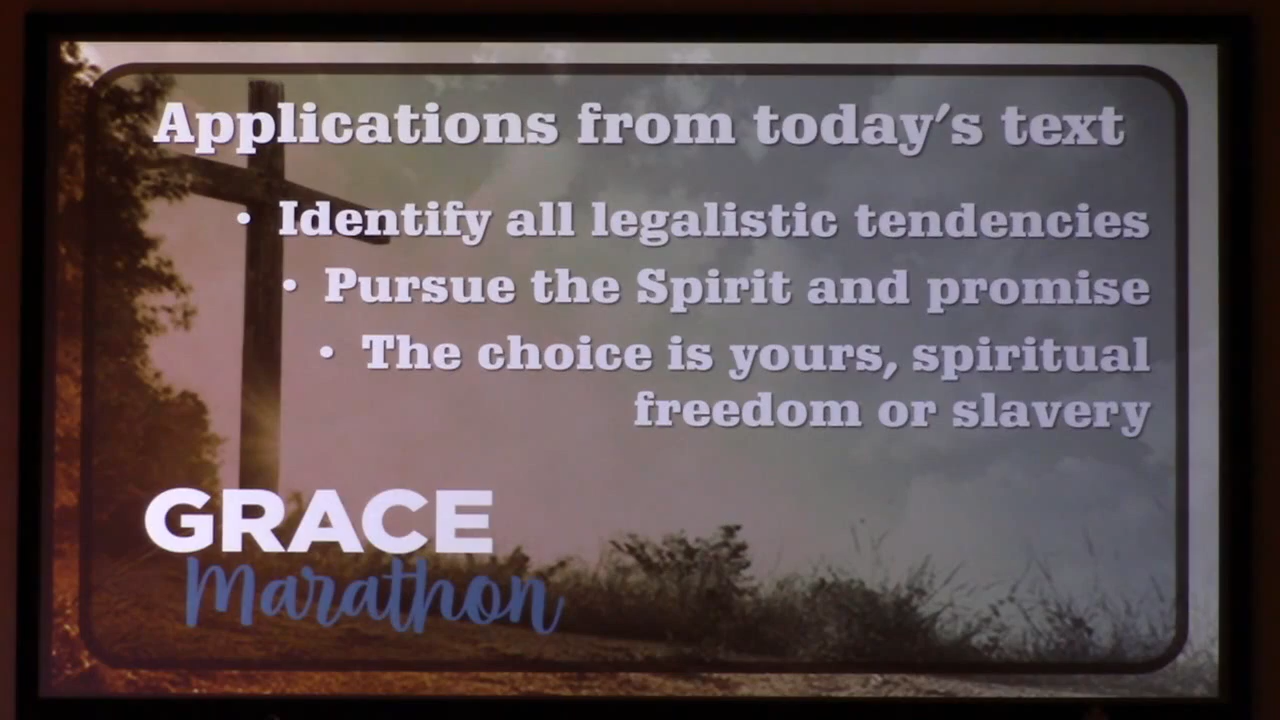 Applications from today's text
• Identify all legalistic tendencies
• Pursue the Spirit and promise
• The choice is yours, spiritual
freedom or slavery
GRACE
Marathon